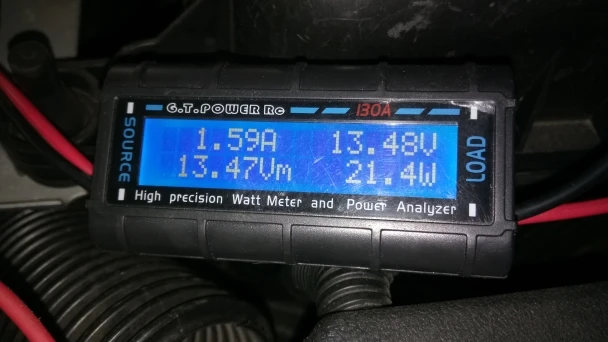 G.T.POWER RC 130A
SOURCE
1.59A 13.48V
13.47Vm 21.4W
LOAD
High precision Watt Meter and Power Analyzer